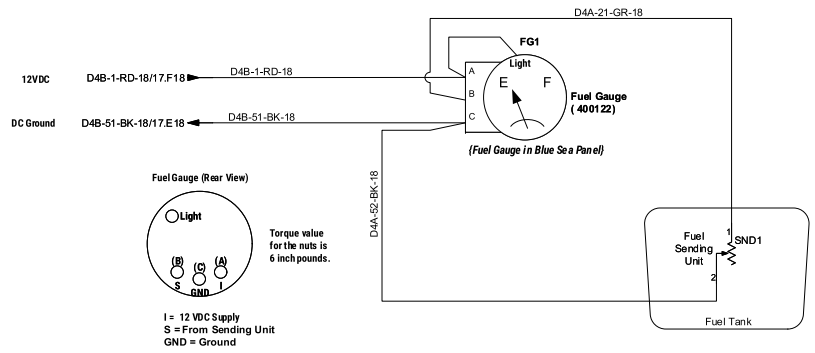 D4A-21-GR-18
FG1
Light
12VDC
D4B-1-RD-18/17.F18
D4B-1-RD-18
A
E
F
B
Fuel Gauge
( 400122)
DC Ground
D4B-51-BK-18/17.E18
D4B-51-BK-18
C
{Fuel Gauge in Blue Sea Panel}
D4A-52-BK-18
Fuel Gauge (Rear View)
Light
Torque value
for the nuts is
6 inch pounds.
(B)
(C)
(A)
S
GND
I
I = 12 VDC Supply
S = From Sending Unit
GND = Ground
1
Fuel
Sending
Unit
SND1
2
Fuel Tank